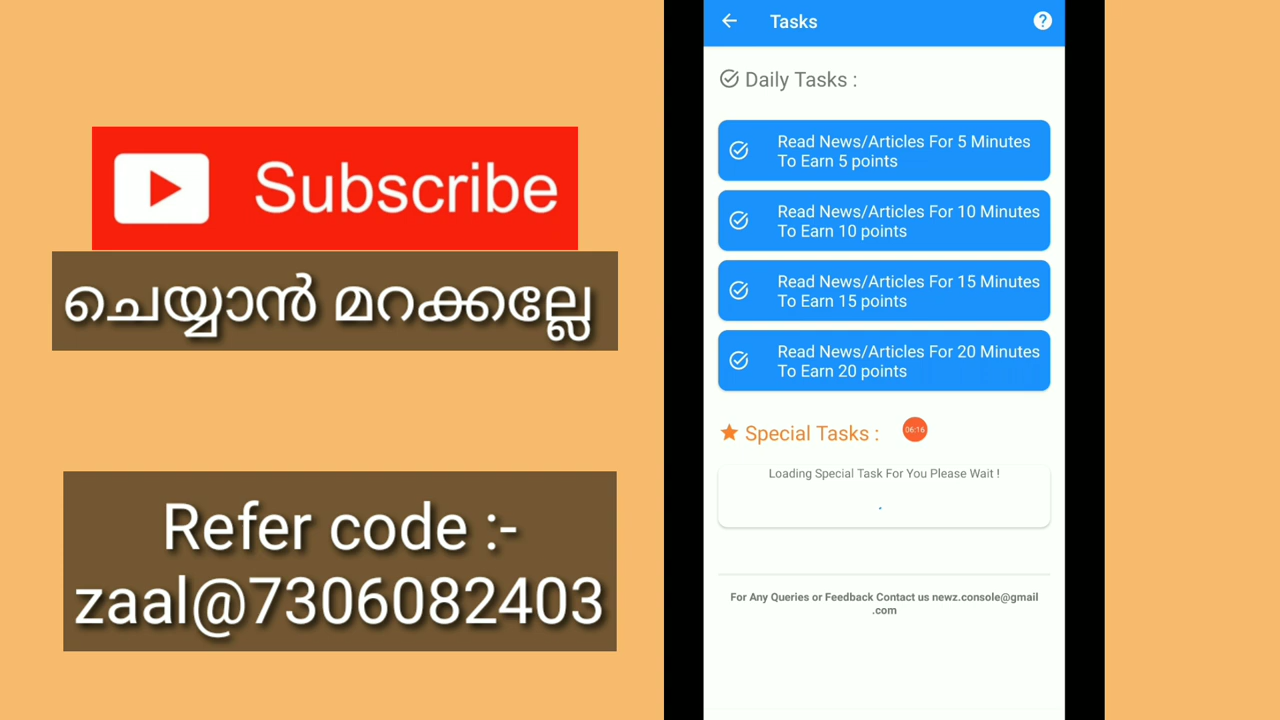 Subscribe
ചെയ്യാൻ മറക്കല്ലേ
Refer code :-
zaal@7306082403
Tasks
Daily Tasks :
Read News/Articles For 5 Minutes
To Earn 5 points
Read News/Articles For 10 Minutes
To Earn 10 points
Read News/Articles For 15 Minutes
To Earn 15 points
Read News/Articles For 20 Minutes
To Earn 20 points
Special Tasks :
06:16
Loading Special Task For You Please Wait !
For Any Queries or Feedback Contact us newz.console@gmail
.com